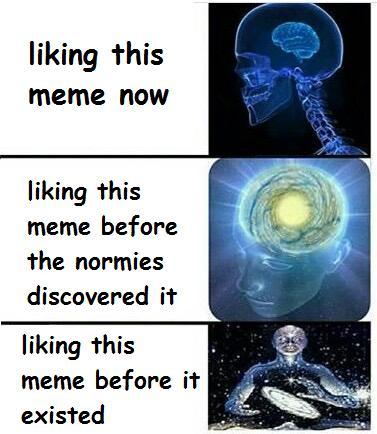 liking this
meme now
liking this
meme before
the normies
discovered it
liking this
meme before it
existed